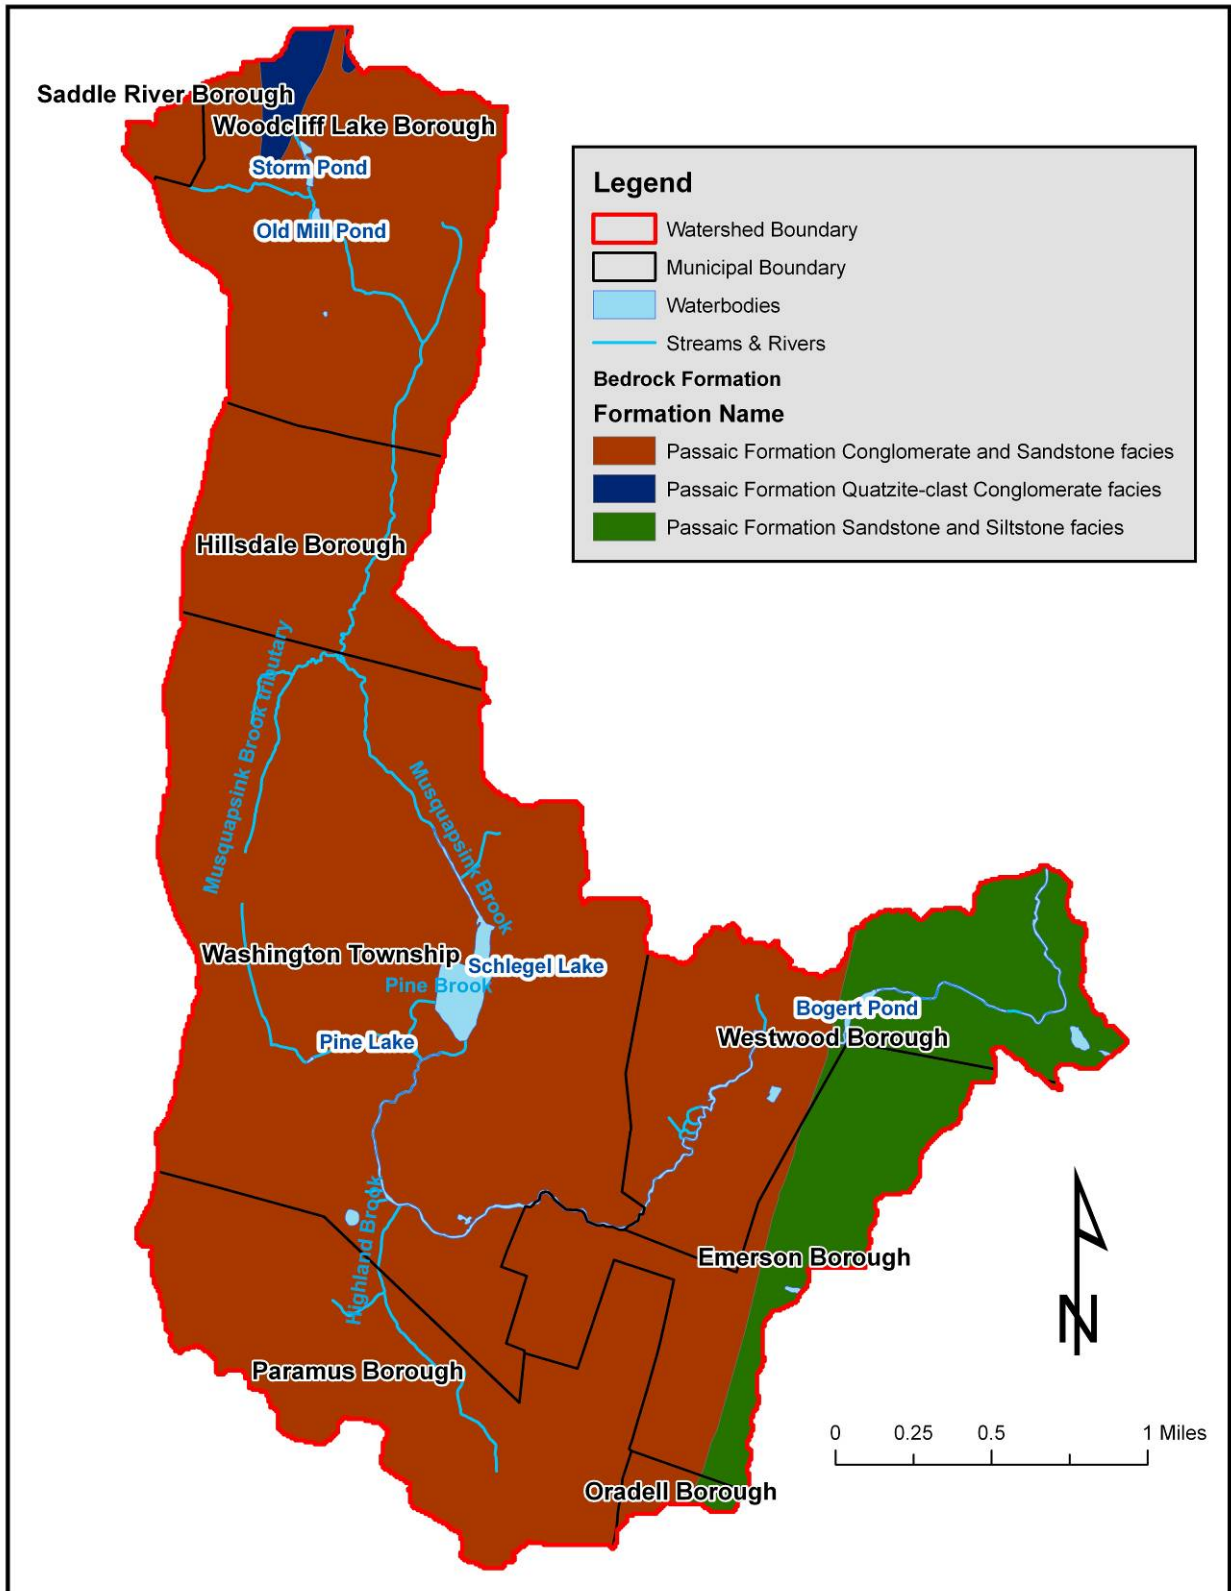 Saddle River Borough
Woodcliff Lake Borough
Storm Pond
Old Mill Pond
Legend
Watershed Boundary
Municipal Boundary
Waterbodies
Streams & Rivers
Bedrock Formation
Formation Name
Passaic Formation Conglomerate and Sandstone facies
Passaic Formation Quatzite-clast Conglomerate facies
Passaic Formation Sandstone and Siltstone facies
Hillsdale Borough
Musquapsink Brook tributary
Musquapsink Brook
Washington Township
Schlegel Lake
Pine Brook
Pine Lake
Bogert Pond
Westwood Borough
Highland Brook
Emerson Borough
N
Paramus Borough
0 0.25 0.5 1 Miles
Oradell Borough